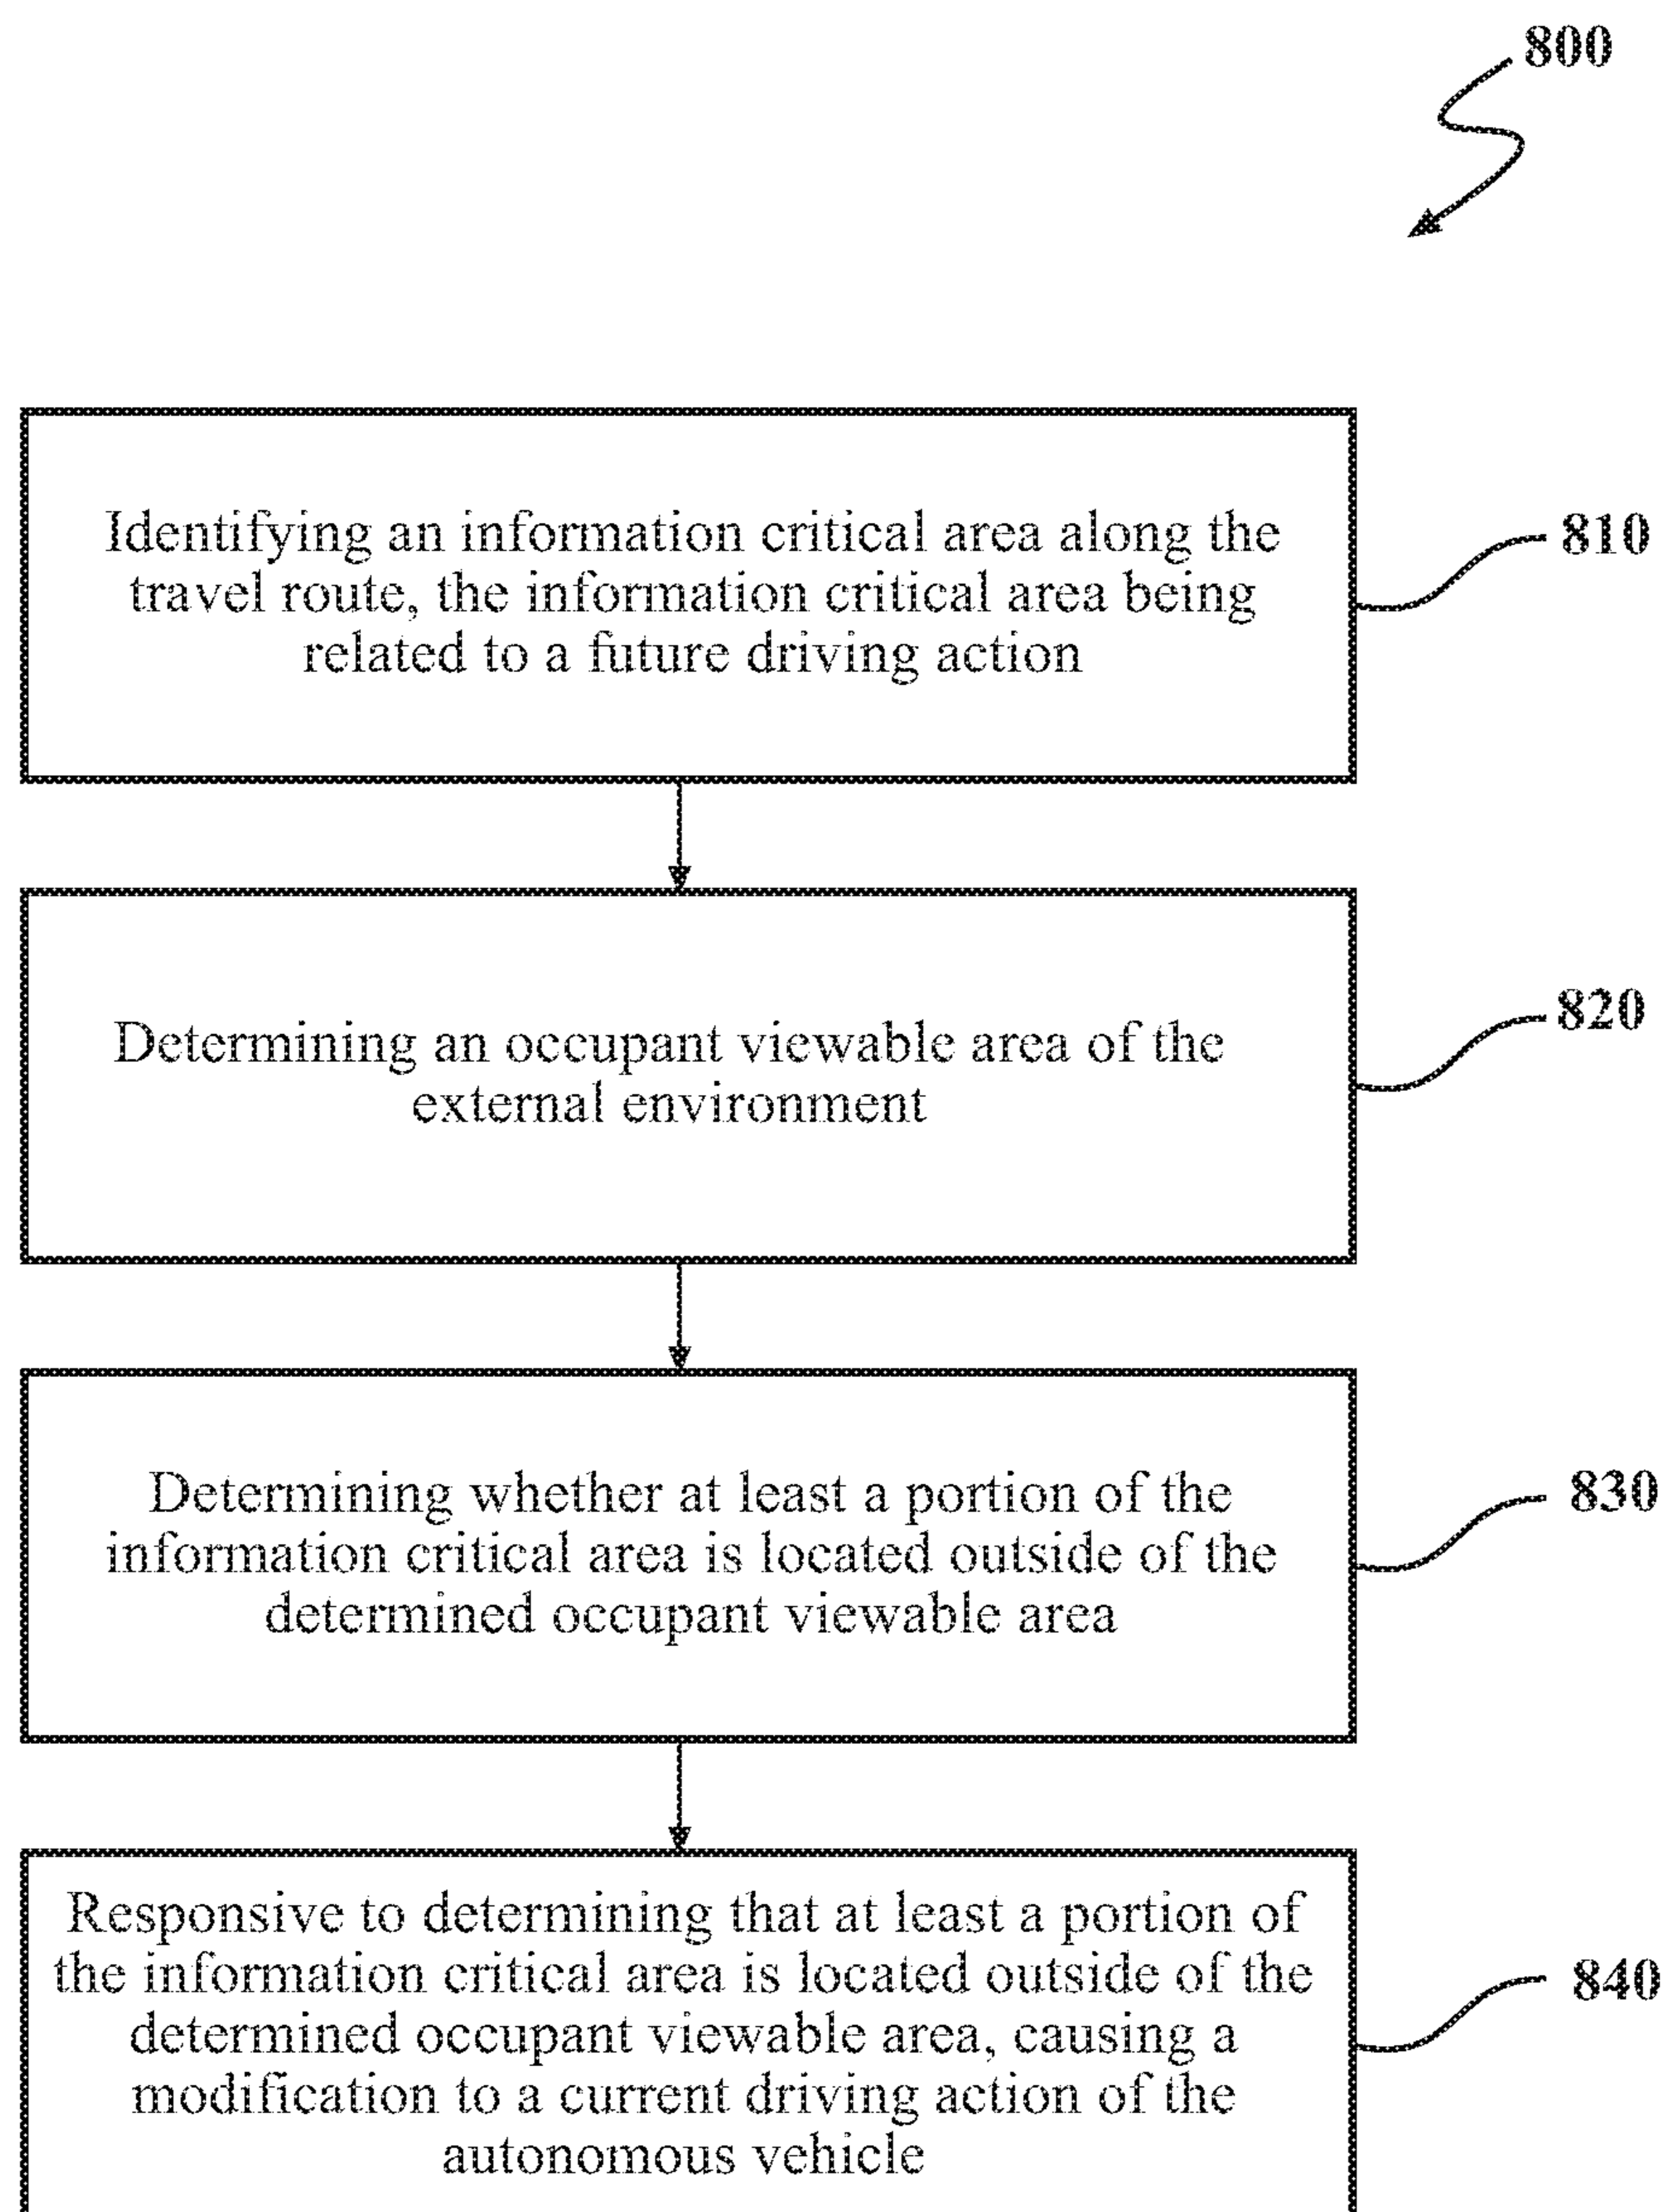 800
Identifying an information critical area along the
travel route, the information critical area being
related to a future driving action
810
Determining an occupant viewable area of the
external environment
820
Determining whether at least a portion of the
information critical area is located outside of the
determined occupant viewable area
830
Responsive to determining that at least a portion of
the information critical area is located outside of the
determined occupant viewable area, causing a
modification to a current driving action of the
autonomous vehicle
840